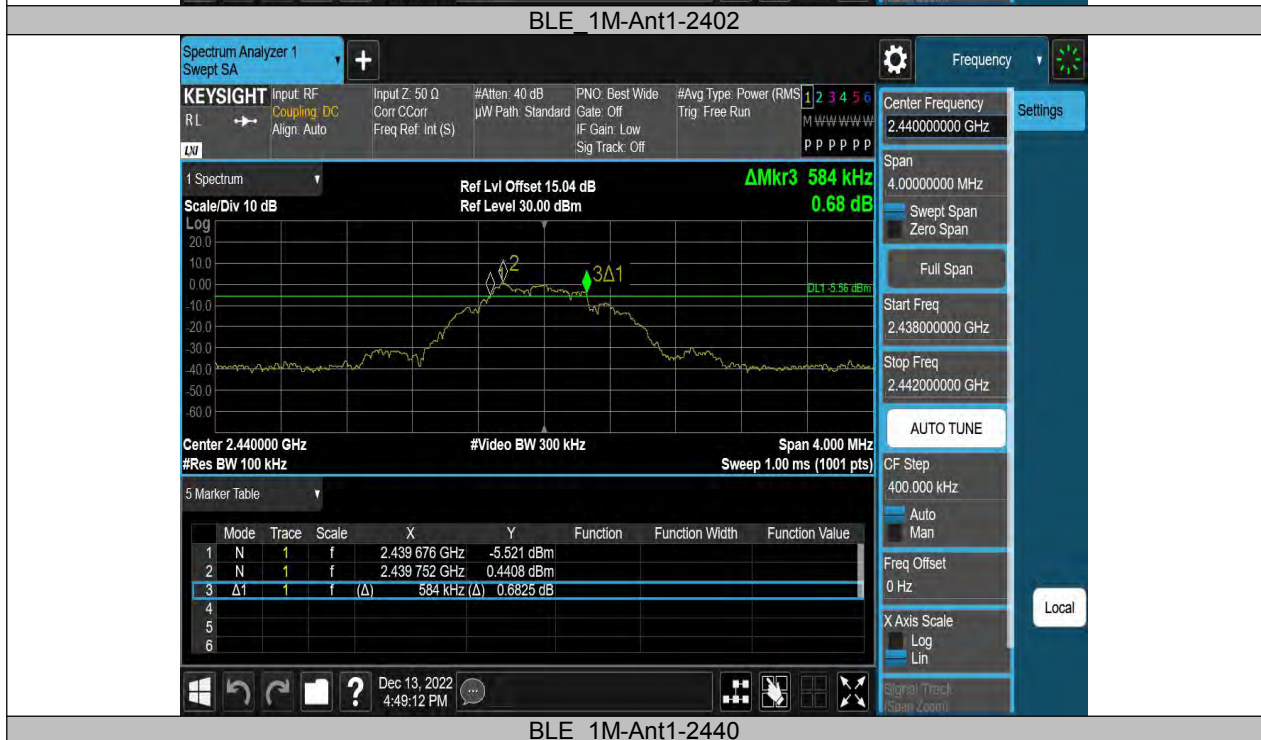 BLE_1M-Ant1-2402
Spectrum Analyzer 1
Swept SA
Frequency
KEYSIGHT
RL
LXI
Input: RF
Coupling: DC
Align: Auto
Input Z: 50 Ω
Corr CCorr
Freq Ref: Int (S)
#Atten: 40 dB
µW Path: Standard
PNO: Best Wide
Gate: Off
IF Gain: Low
Sig Track: Off
#Avg Type: Power (RMS
Trig: Free Run
1 2 3 4 5 6
M W W W W W
P P P P P P
Center Frequency
2.440000000 GHz
Settings
1 Spectrum
Scale/Div 10 dB
Ref Lvl Offset 15.04 dB
Ref Level 30.00 dBm
ΔMkr3 584 kHz
0.68 dB
Span
4.00000000 MHz
Swept Span
Zero Span
Full Span
Log
20.0
10.0
0.00
-10.0
-20.0
-30.0
-40.0
-50.0
-60.0
2
3Δ1
DL1 -5.56 dBm
Start Freq
2.438000000 GHz
Stop Freq
2.442000000 GHz
AUTO TUNE
Center 2.440000 GHz
#Video BW 300 kHz
Span 4.000 MHz
#Res BW 100 kHz
Sweep 1.00 ms (1001 pts)
CF Step
400.000 kHz
Auto
Man
5 Marker Table
Mode Trace Scale X Y Function Function Width Function Value
1 N 1 f 2.439 676 GHz -5.521 dBm
2 N 1 f 2.439 752 GHz 0.4408 dBm
3 Δ1 1 f (Δ) 584 kHz (Δ) 0.6825 dB
4
5
6
Freq Offset
0 Hz
X Axis Scale
Log
Lin
Local
Signal Track
(Span Zoom)
?
Dec 13, 2022
4:49:12 PM
BLE_1M-Ant1-2440